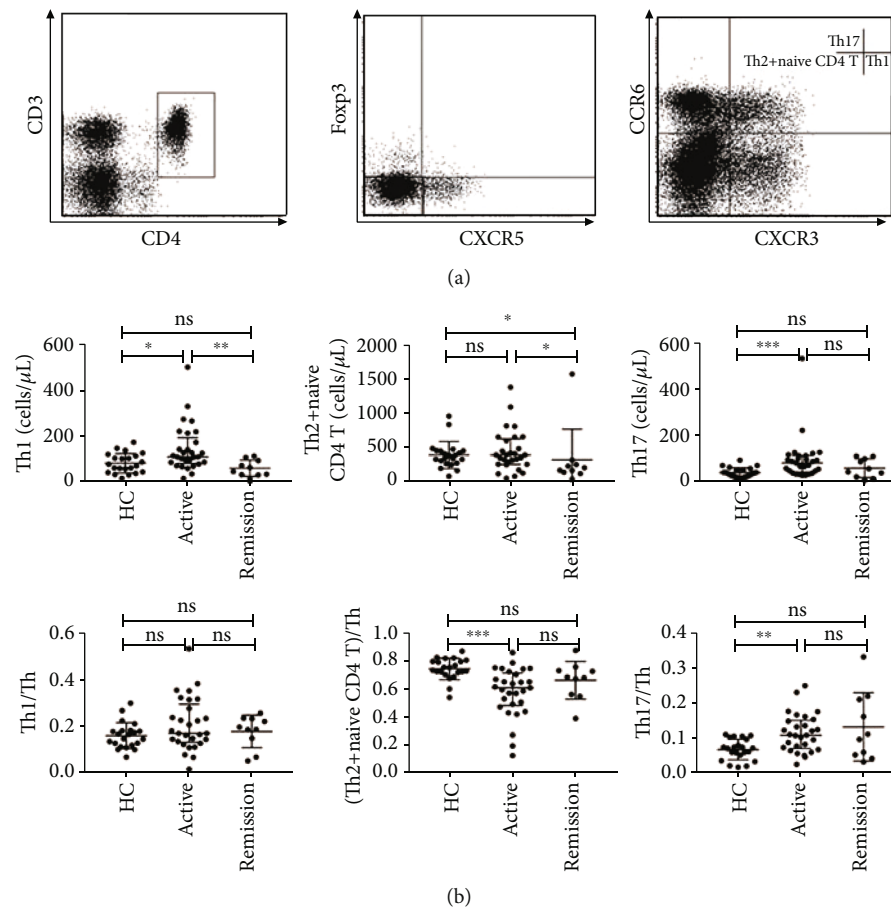 CD3
CD4
Foxp3
CXCR5
CCR6
Th17
Th2+naive CD4 T Th1
CXCR3
(a)
Th1 (cells/μL)
600
400
200
0
ns
* **
HC
Active
Remission
Th2+naive
CD4 T (cells/μL)
2000
1500
1000
500
0
*
ns *
HC
Active
Remission
Th17 (cells/μL)
600
400
200
0
ns
*** ns
HC
Active
Remission
Th1/Th
0.6
0.4
0.2
0.0
ns
ns ns
HC
Active
Remission
(Th2+naive CD4 T)/Th
1.0
0.8
0.6
0.4
0.2
0.0
ns
*** ns
HC
Active
Remission
Th17/Th
0.4
0.3
0.2
0.1
0.0
ns
** ns
HC
Active
Remission
(b)